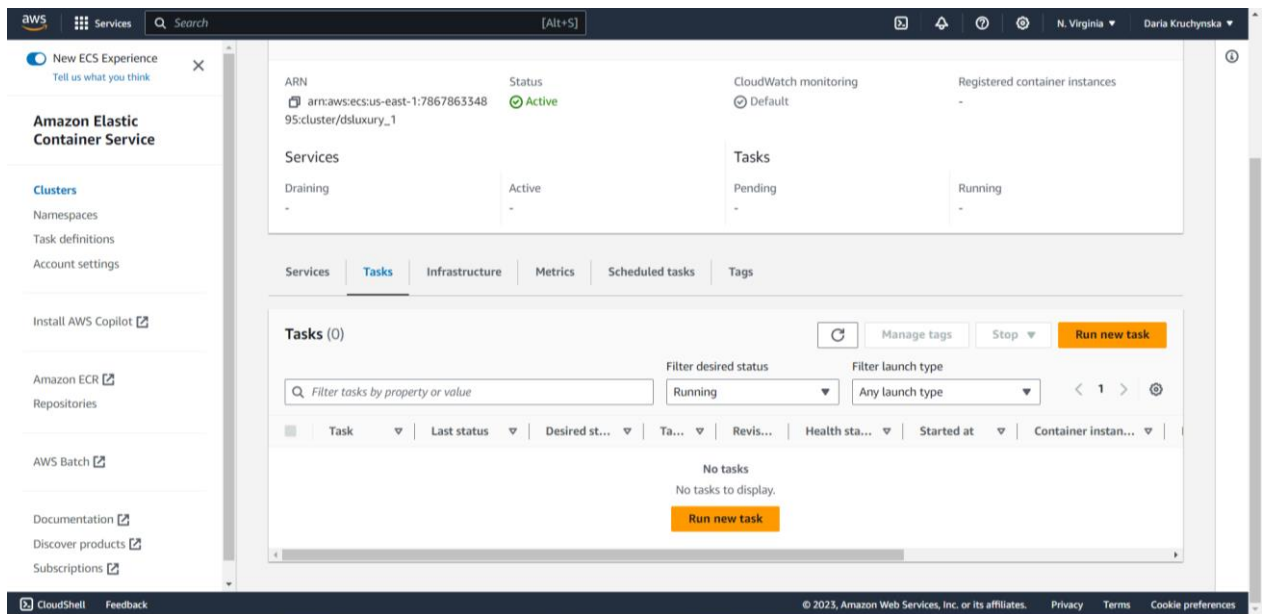 aws
Services
Search
[Alt+S]
N. Virginia
Daria Kruchynska
New ECS Experience
Tell us what you think
Amazon Elastic
Container Service
Clusters
Namespaces
Task definitions
Account settings
Install AWS Copilot
Amazon ECR
Repositories
AWS Batch
Documentation
Discover products
Subscriptions
ARN
arn:aws:ecs:us-east-1:7867863348
95:cluster/dsluxury_1
Status
Active
CloudWatch monitoring
Default
Registered container instances
-
Services
Draining
-
Active
-
Tasks
Pending
-
Running
-
Services
Tasks
Infrastructure
Metrics
Scheduled tasks
Tags
Tasks (0)
Manage tags
Stop
Run new task
Filter desired status
Filter launch type
Filter tasks by property or value
Running
Any launch type
1
Task
Last status
Desired st...
Ta...
Revis...
Health sta...
Started at
Container instan...
No tasks
No tasks to display.
Run new task
CloudShell
Feedback
© 2023, Amazon Web Services, Inc. or its affiliates.
Privacy
Terms
Cookie preferences